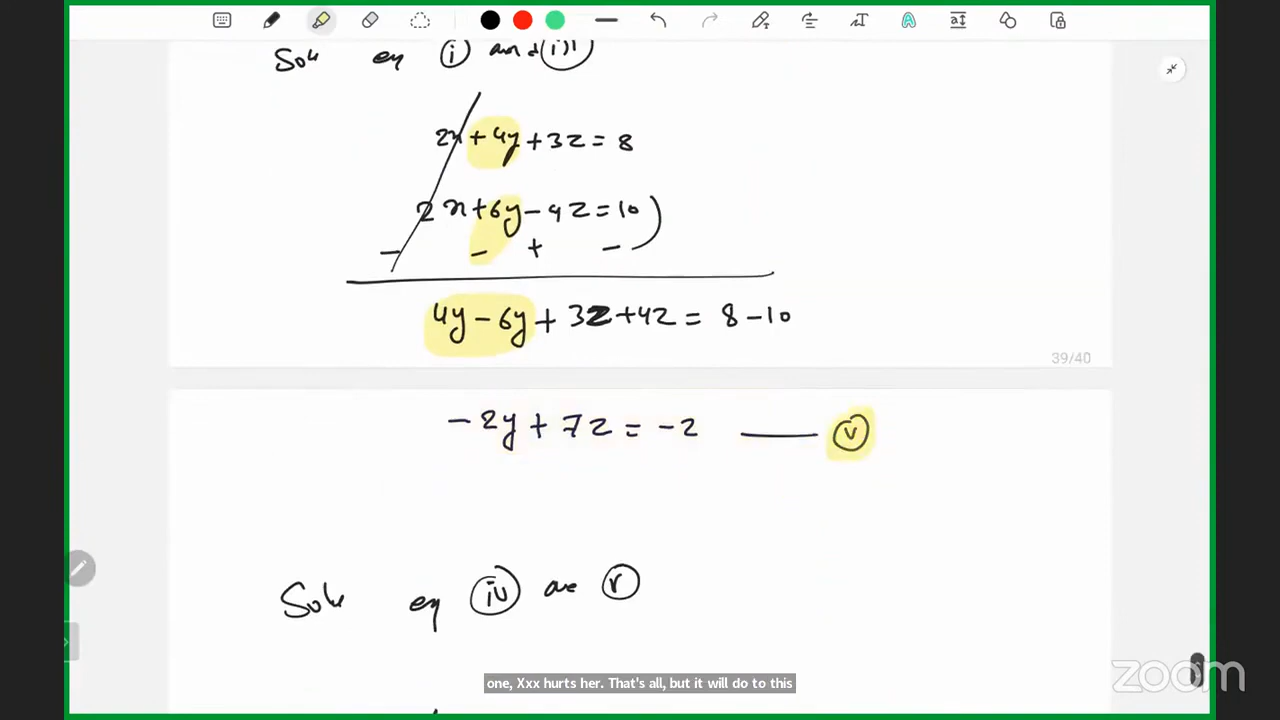 Solve eq (i) and (iii)
2x + 4y + 3z = 8
2x + 6y - 4z = 10)
- - + -
4y - 6y + 3z + 4z = 8 - 10
39/40
- 2y + 7z = -2 —— (v)
Solve eq (iv) and (v)
one, Xxx hurts her. That's all, but it will do to this
zoom